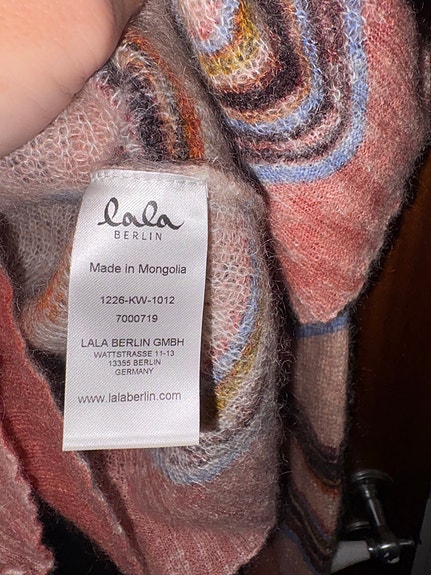 lala
BERLIN
Made in Mongolia
1226-KW-1012
7000719
LALA BERLIN GMBH
WATTSTRASSE 11-13
13355 BERLIN
GERMANY
www.lalaberlin.com